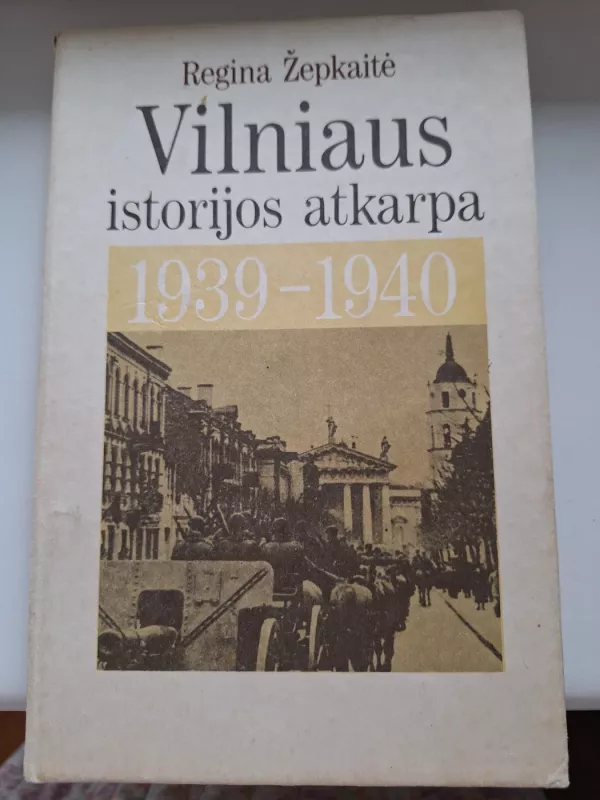 Regina Žepkaitė
Vilniaus
istorijos atkarpa
1939-1940